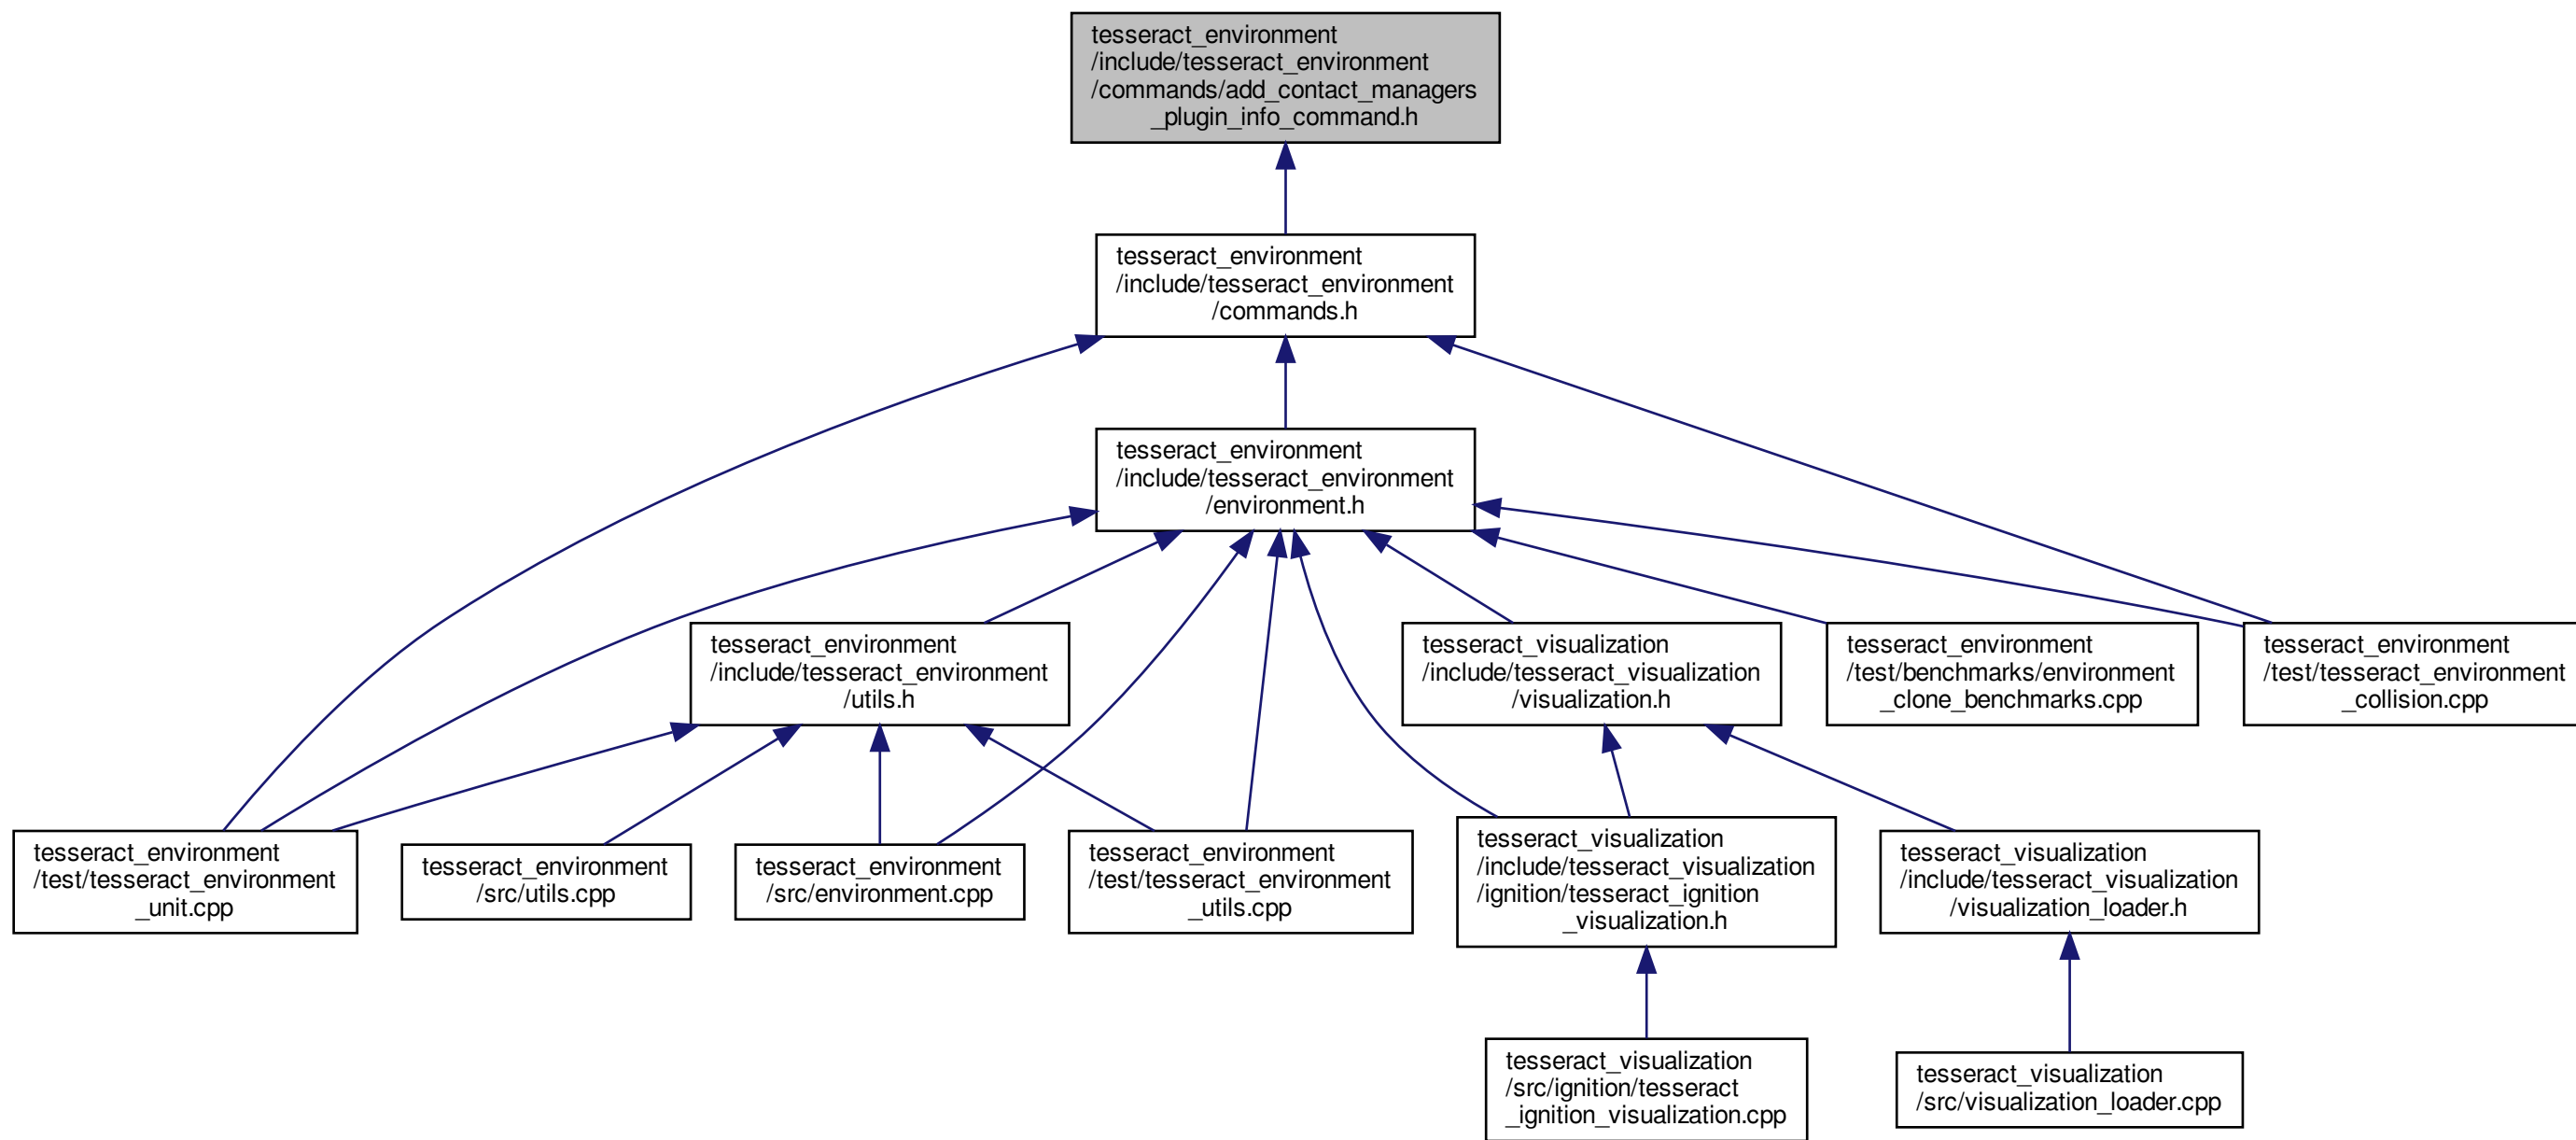 tesseract_environment
/include/tesseract_environment
/commands/add_contact_managers
_plugin_info_command.h
tesseract_environment
/include/tesseract_environment
/commands.h
tesseract_environment
/include/tesseract_environment
/environment.h
tesseract_environment
/include/tesseract_environment
/utils.h
tesseract_visualization
/include/tesseract_visualization
/visualization.h
tesseract_environment
/test/benchmarks/environment
_clone_benchmarks.cpp
tesseract_environment
/test/tesseract_environment
_collision.cpp
tesseract_environment
/test/tesseract_environment
_unit.cpp
tesseract_environment
/src/utils.cpp
tesseract_environment
/src/environment.cpp
tesseract_environment
/test/tesseract_environment
_utils.cpp
tesseract_visualization
/include/tesseract_visualization
/ignition/tesseract_ignition
_visualization.h
tesseract_visualization
/include/tesseract_visualization
/visualization_loader.h
tesseract_visualization
/src/ignition/tesseract
_ignition_visualization.cpp
tesseract_visualization
/src/visualization_loader.cpp